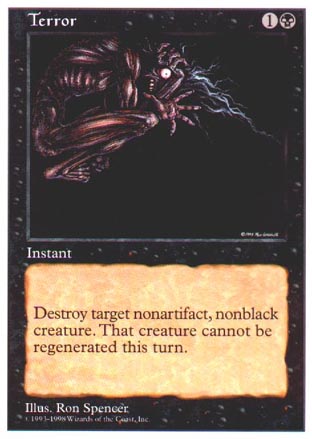 Terror 1
Instant
Destroy target nonartifact, nonblack
creature. That creature cannot be
regenerated this turn.
Illus. Ron Spencer
© 1993-1998 Wizards of the Coast, Inc.